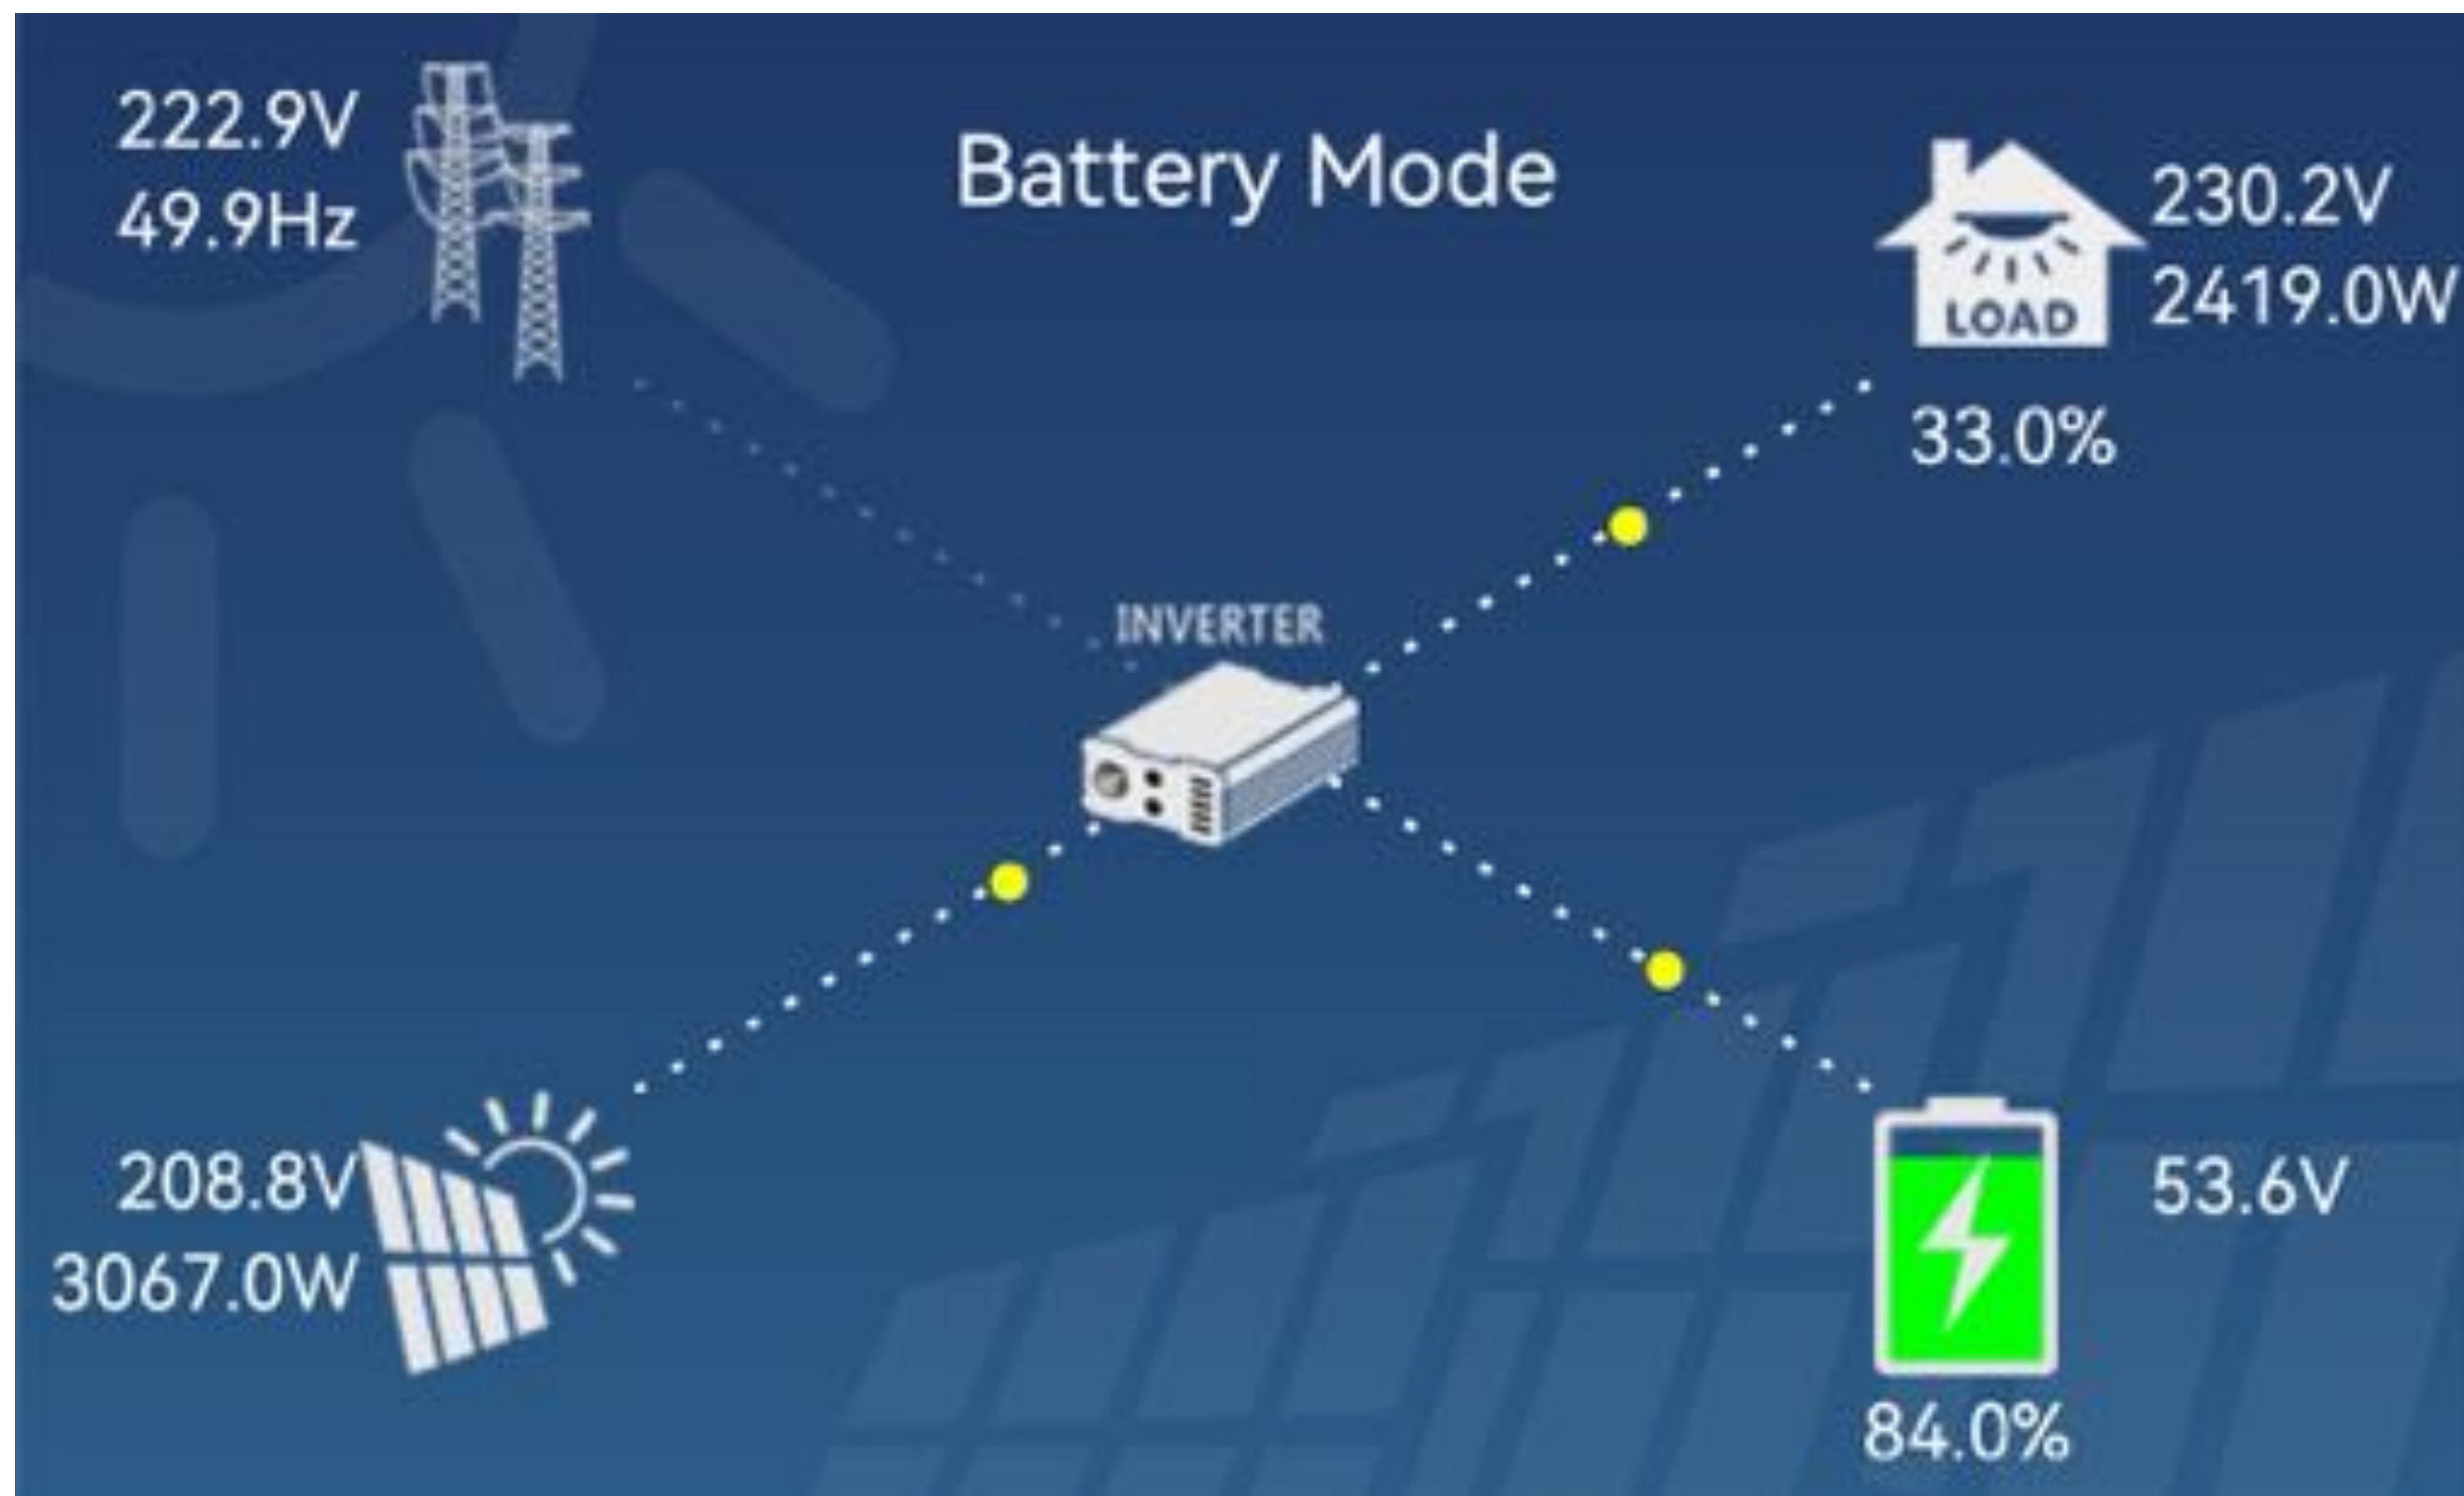 222.9V
49.9Hz
Battery Mode
230.2V
2419.0W
LOAD
33.0%
INVERTER
208.8V
3067.0W
53.6V
84.0%